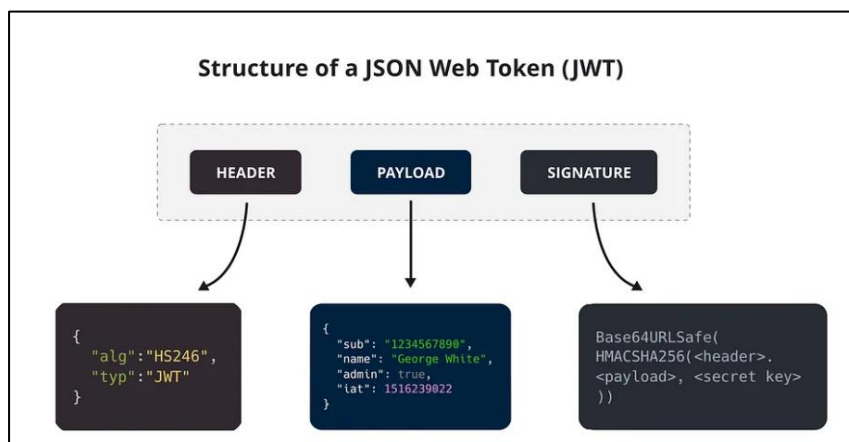 Structure of a JSON Web Token (JWT)
HEADER
PAYLOAD
SIGNATURE
{
"alg":"HS246",
"typ":"JWT"
}
{
"sub": "1234567890",
"name": "George White",
"admin": true,
"iat": 1516239022
}
Base64URLSafe(
HMACSHA256(<header>.
<payload>, <secret key>
))